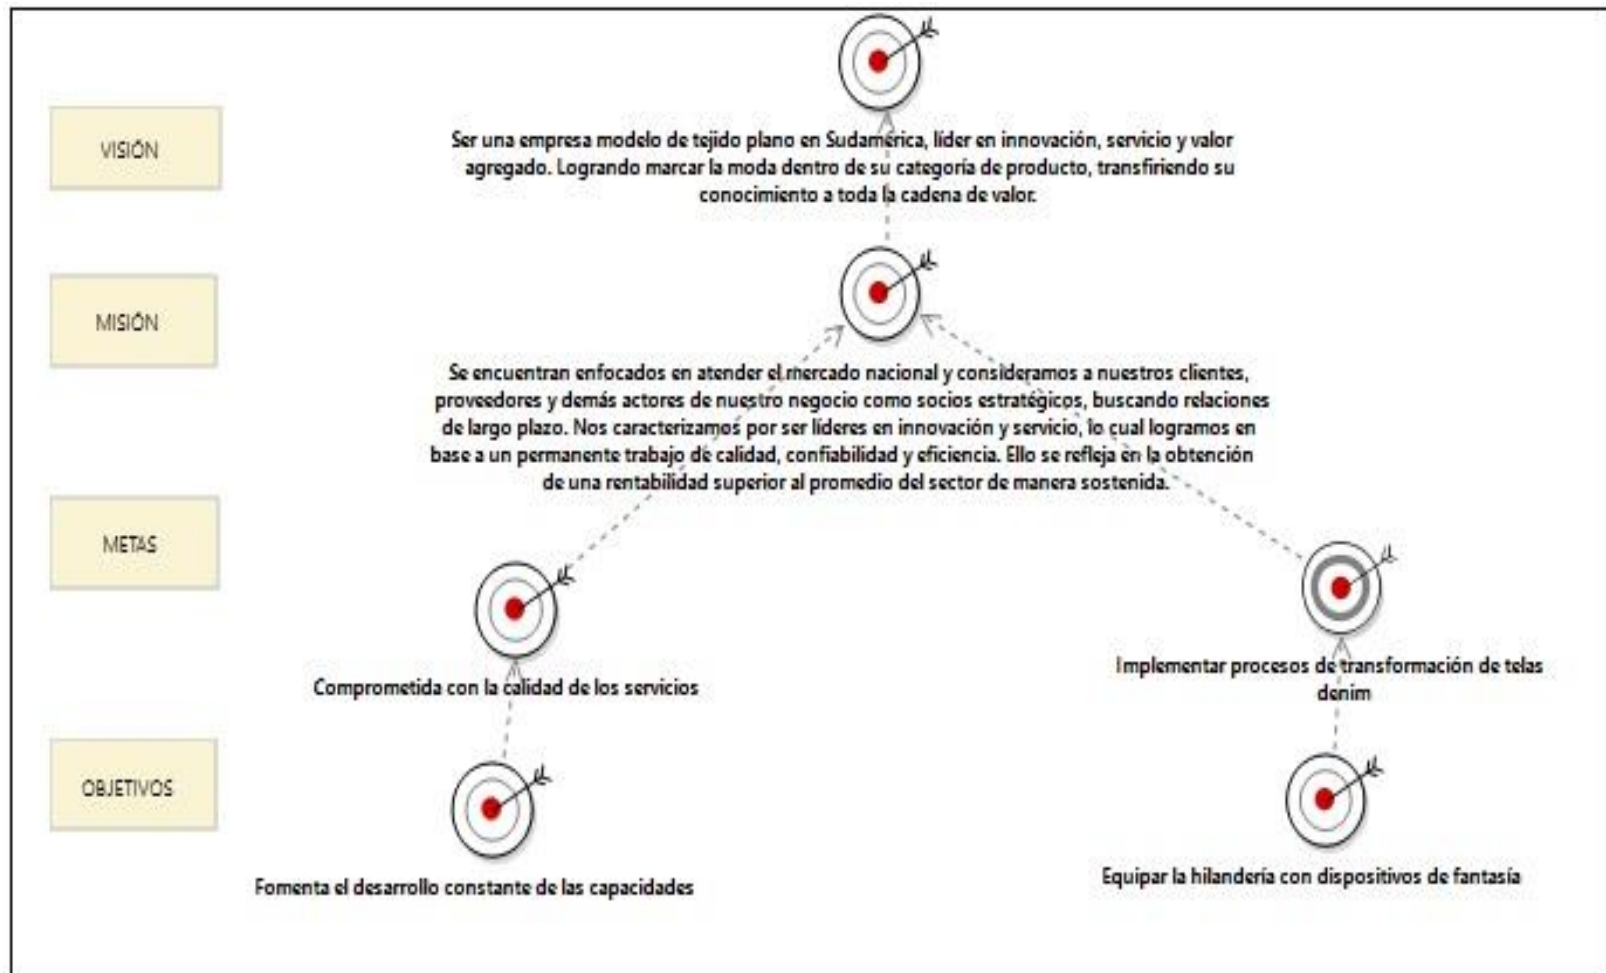 VISIÓN
Ser una empresa modelo de tejido plano en Sudamérica, líder en innovación, servicio y valor
agregado. Logrando marcar la moda dentro de su categoría de producto, transfiriendo su
conocimiento a toda la cadena de valor.
MISIÓN
Se encuentran enfocados en atender el mercado nacional y consideramos a nuestros clientes,
proveedores y demás actores de nuestro negocio como socios estratégicos, buscando relaciones
de largo plazo. Nos caracterizamos por ser líderes en innovación y servicio, lo cual logramos en
base a un permanente trabajo de calidad, confiabilidad y eficiencia. Ello se refleja en la obtención
de una rentabilidad superior al promedio del sector de manera sostenida.
METAS
Comprometida con la calidad de los servicios
Implementar procesos de transformación de telas
denim
OBJETIVOS
Fomenta el desarrollo constante de las capacidades
Equipar la hilandería con dispositivos de fantasía